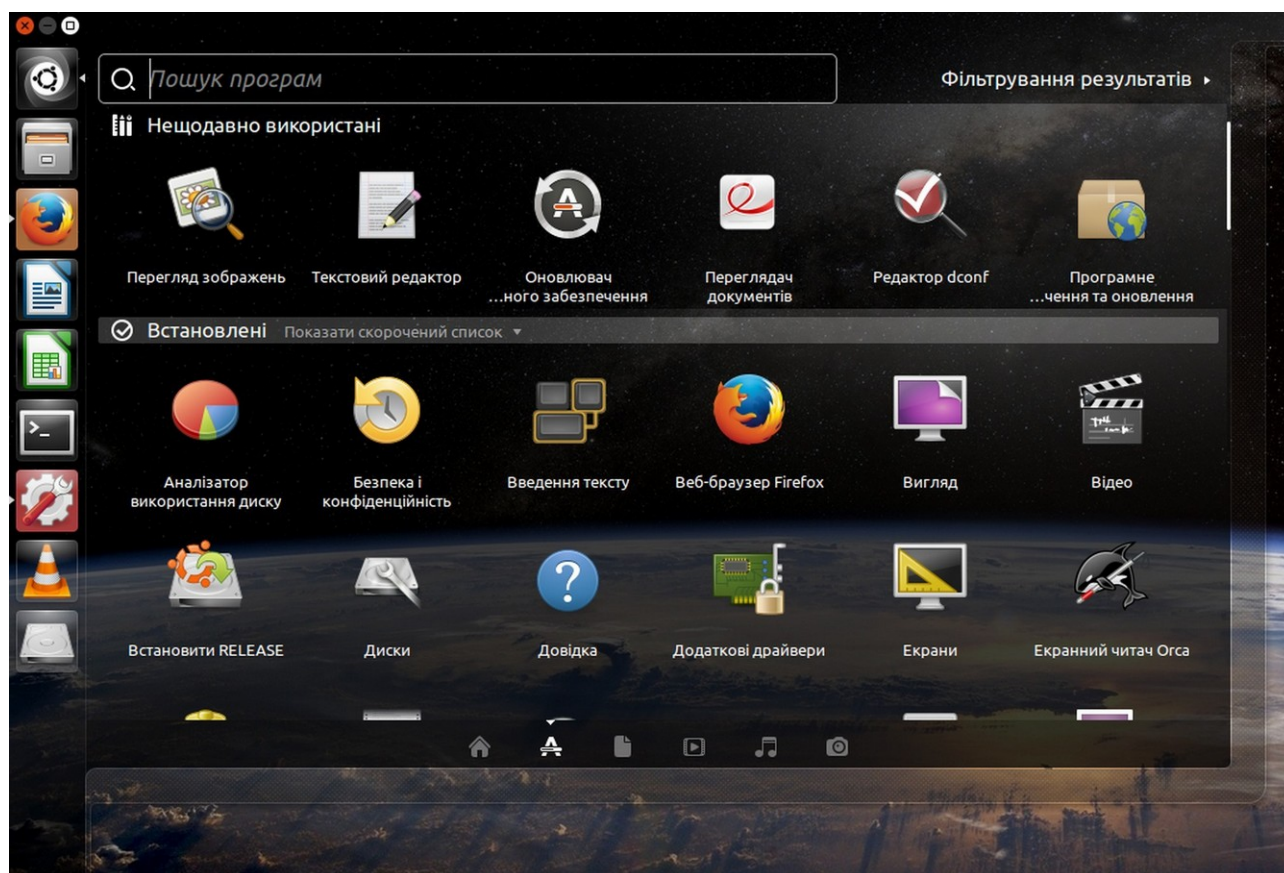 Пошук програм
Фільтрування результатів
Нещодавно використані
Перегляд зображень
Текстовий редактор
Оновлювач
…ного забезпечення
Переглядач
документів
Редактор dconf
Програмне
…чення та оновлення
Встановлені Показати скорочений список
Аналізатор
використання диску
Безпека і
конфіденційність
Введення тексту
Веб-браузер Firefox
Вигляд
Відео
Встановити RELEASE
Диски
Довідка
Додаткові драйвери
Екрани
Екранний читач Orca